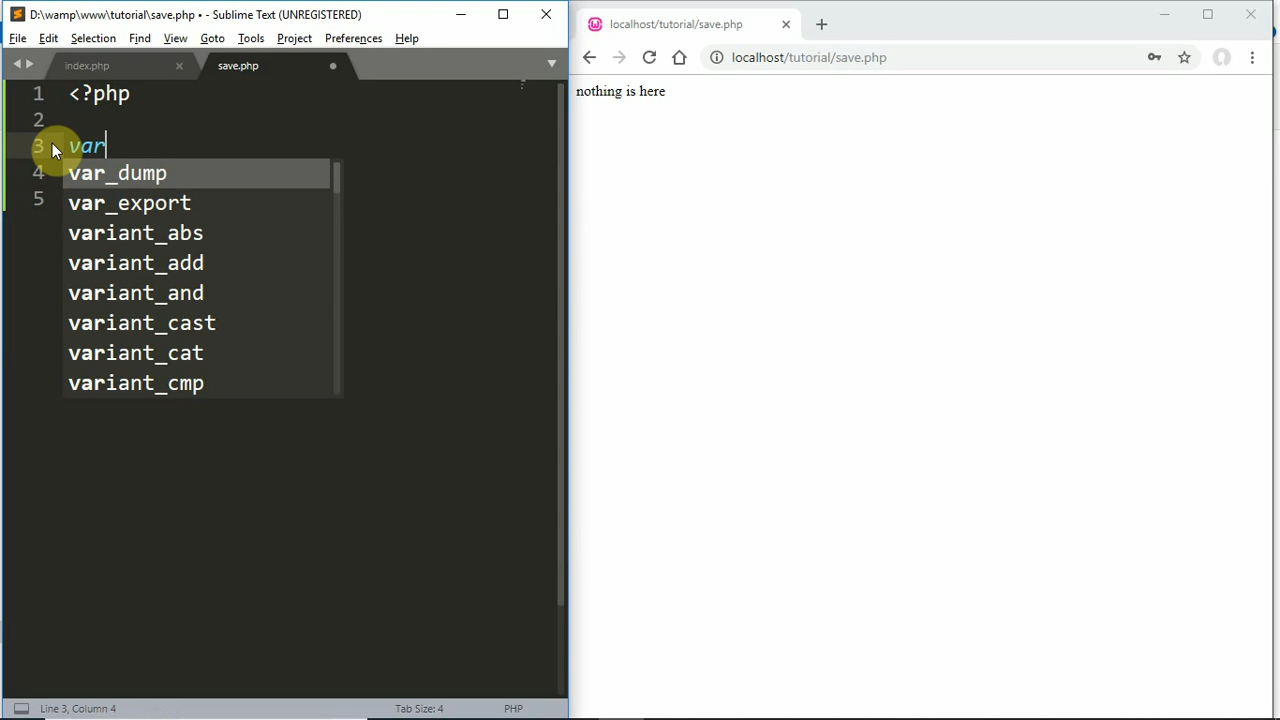 D:\wamp\www\tutorial\save.php • - Sublime Text (UNREGISTERED)
File Edit Selection Find View Goto Tools Project Preferences Help
index.php
save.php
1 <?php
2
3 var
4 var_dump
5 var_export
variant_abs
variant_add
variant_and
variant_cast
variant_cat
variant_cmp
Line 3, Column 4
Tab Size: 4
PHP
localhost/tutorial/save.php
localhost/tutorial/save.php
nothing is here